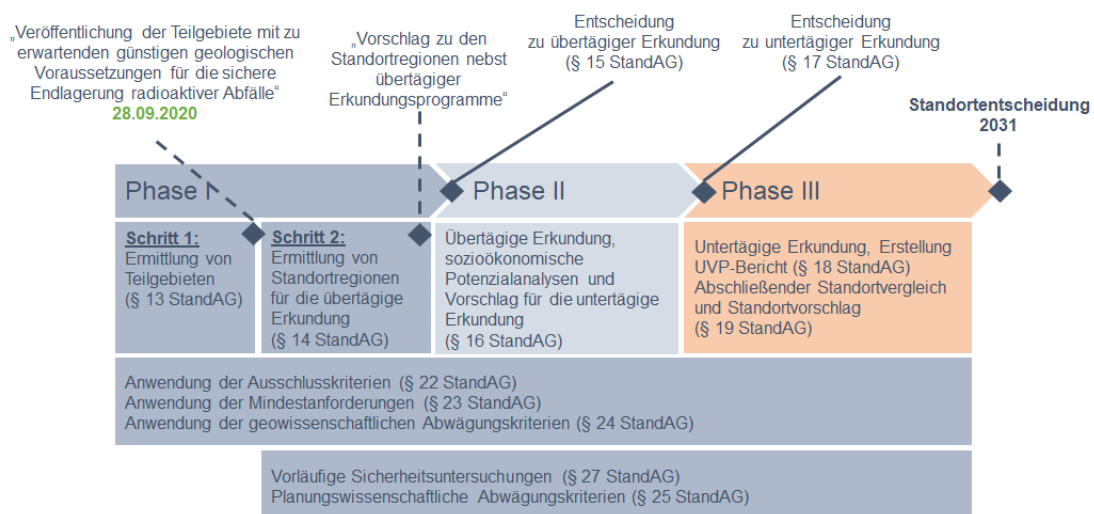 „Veröffentlichung der Teilgebiete mit zu
erwartenden günstigen geologischen
Voraussetzungen für die sichere
Endlagerung radioaktiver Abfälle“
28.09.2020
„Vorschlag zu den
Standortregionen nebst
übertägiger
Erkundungsprogramme“
Entscheidung
zu übertägiger Erkundung
(§ 15 StandAG)
Entscheidung
zu untertägiger Erkundung
(§ 17 StandAG)
Standortentscheidung
2031
Phase I
Phase II
Phase III
Schritt 1:
Ermittlung von
Teilgebieten
(§ 13 StandAG)
Schritt 2:
Ermittlung von
Standortregionen
für die übertägige
Erkundung
(§ 14 StandAG)
Übertägige Erkundung,
sozioökonomische
Potenzialanalysen und
Vorschlag für die untertägige
Erkundung
(§ 16 StandAG)
Untertägige Erkundung, Erstellung
UVP-Bericht (§ 18 StandAG)
Abschließender Standortvergleich
und Standortvorschlag
(§ 19 StandAG)
Anwendung der Ausschlusskriterien (§ 22 StandAG)
Anwendung der Mindestanforderungen (§ 23 StandAG)
Anwendung der geowissenschaftlichen Abwägungskriterien (§ 24 StandAG)
Vorläufige Sicherheitsuntersuchungen (§ 27 StandAG)
Planungswissenschaftliche Abwägungskriterien (§ 25 StandAG)